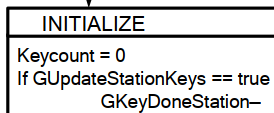 INITIALIZE
Keycount = 0
If GUpdateStationKeys == true
GKeyDoneStation--